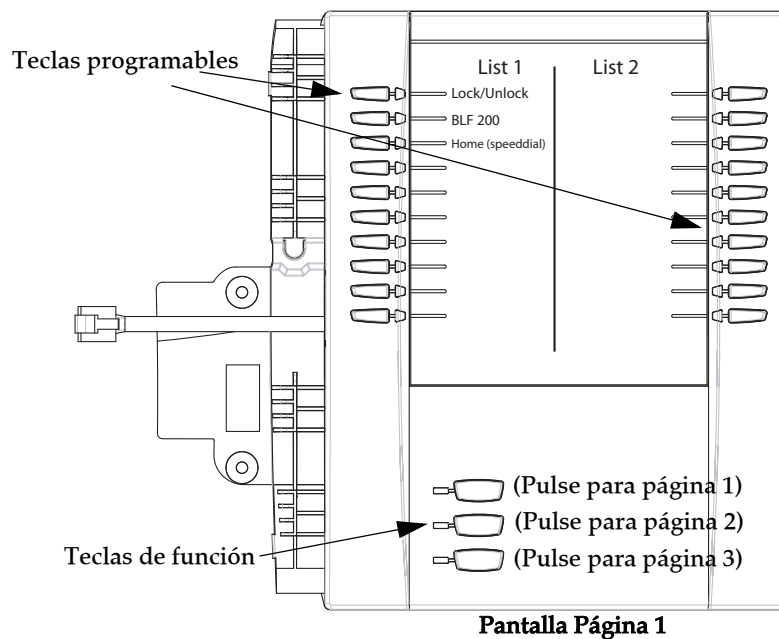 Teclas programables
List 1
List 2
Lock/Unlock
BLF 200
Home (speeddial)
(Pulse para página 1)
(Pulse para página 2)
Teclas de función
(Pulse para página 3)
Pantalla Página 1